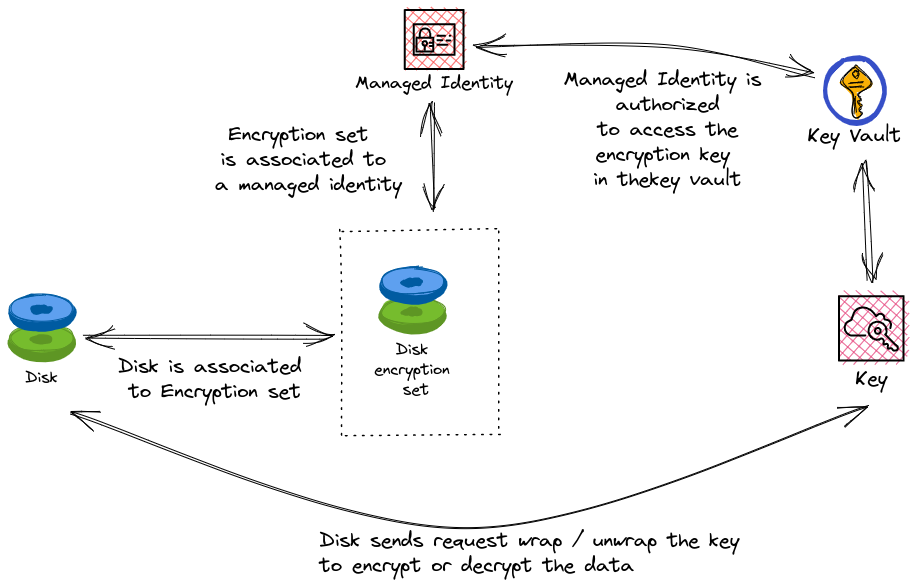 Managed Identity
Managed Identity is
authorized
to access the
encryption key
in thekey vault
Key Vault
Encryption set
is associated to
a managed identity
Disk
encryption
set
Disk
Disk is associated
to Encryption set
Key
Disk sends request wrap / unwrap the key
to encrypt or decrypt the data